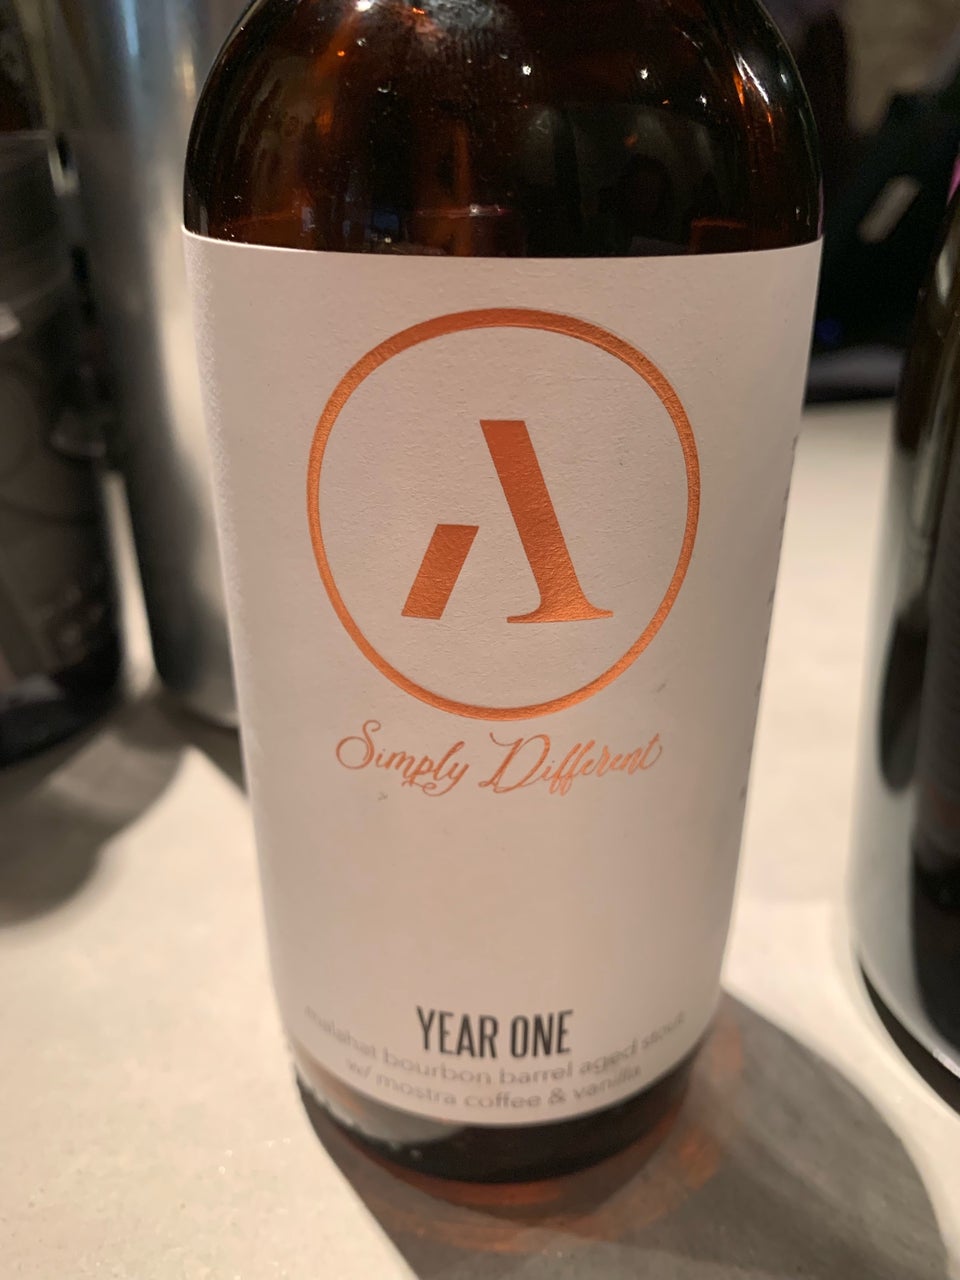 A
Simply Different
YEAR ONE
malahat bourbon barrel aged stout
w/ mostra coffee & vanilla